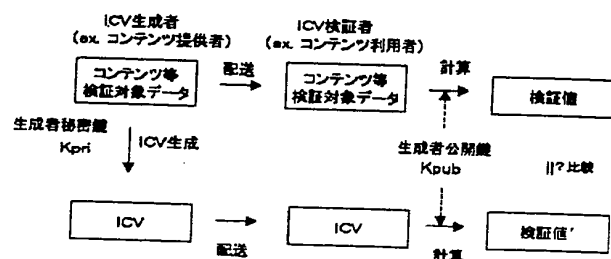 ICV生成者
(ex. コンテンツ提供者)
ICV検証者
(ex. コンテンツ利用者)
コンテンツ等
検証対象データ
配送
コンテンツ等
検証対象データ
計算
検証値
生成者秘密鍵
Kpri
ICV生成
生成者公開鍵
Kpub
||?比較
ICV
配送
ICV
計算
検証値'